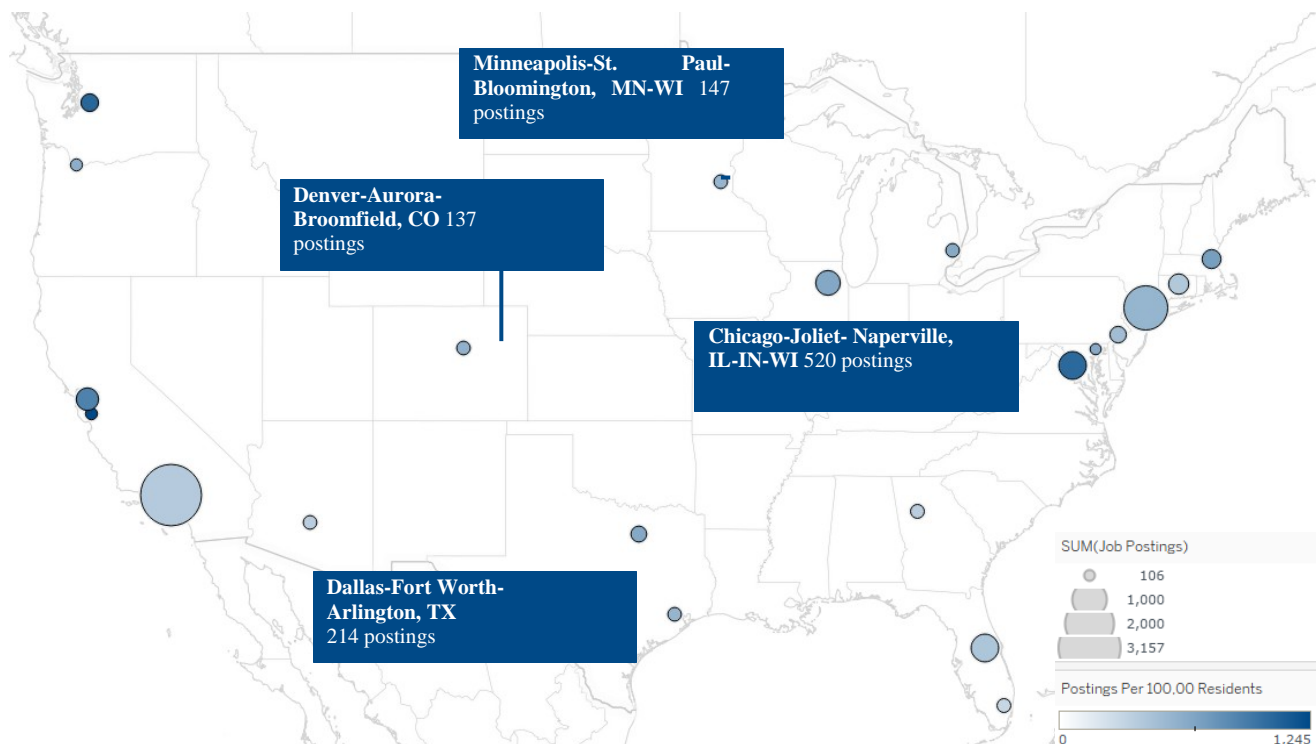 Minneapolis-St. Paul-
Bloomington, MN-WI 147
postings
Denver-Aurora-
Broomfield, CO 137
postings
Chicago-Joliet- Naperville,
IL-IN-WI 520 postings
Dallas-Fort Worth-
Arlington, TX
214 postings
SUM(Job Postings)
106
1,000
2,000
3,157
Postings Per 100,00 Residents
0 1,245